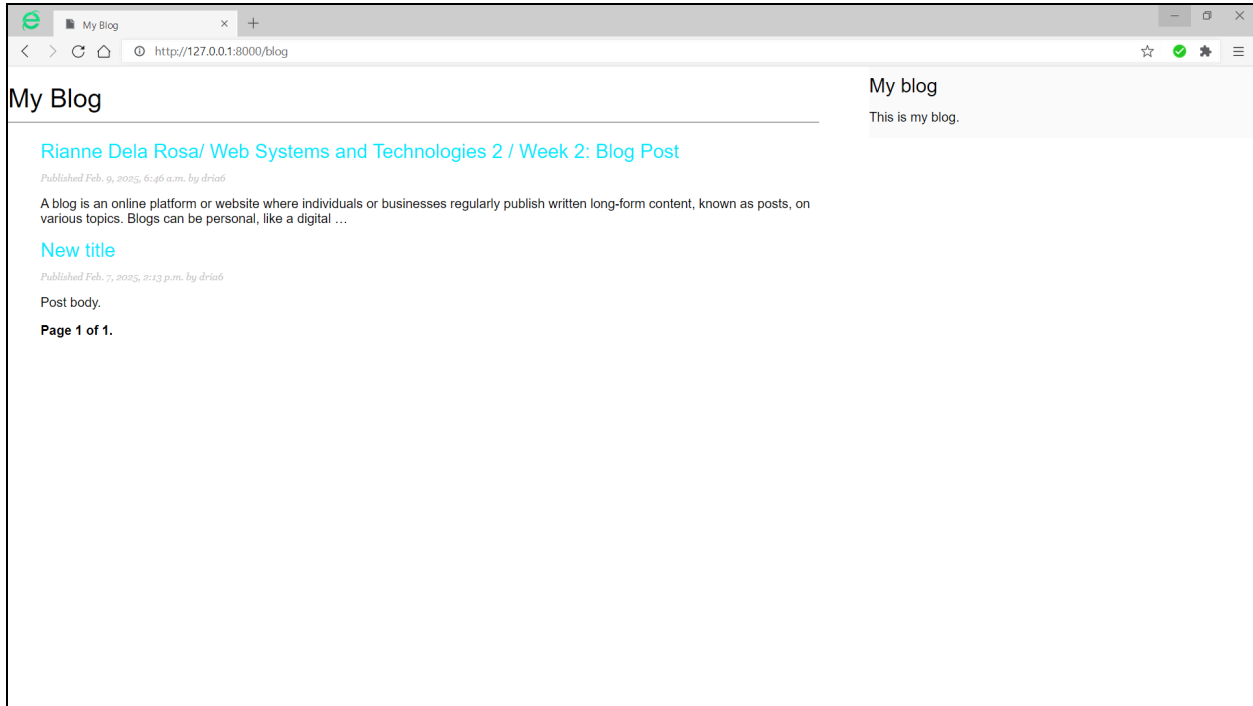 My Blog
http://127.0.0.1:8000/blog
My Blog
Rianne Dela Rosa/ Web Systems and Technologies 2 / Week 2: Blog Post
Published Feb. 9, 2025, 6:46 a.m. by dria6
A blog is an online platform or website where individuals or businesses regularly publish written long-form content, known as posts, on
various topics. Blogs can be personal, like a digital …
New title
Published Feb. 7, 2025, 2:13 p.m. by dria6
Post body.
Page 1 of 1.
My blog
This is my blog.